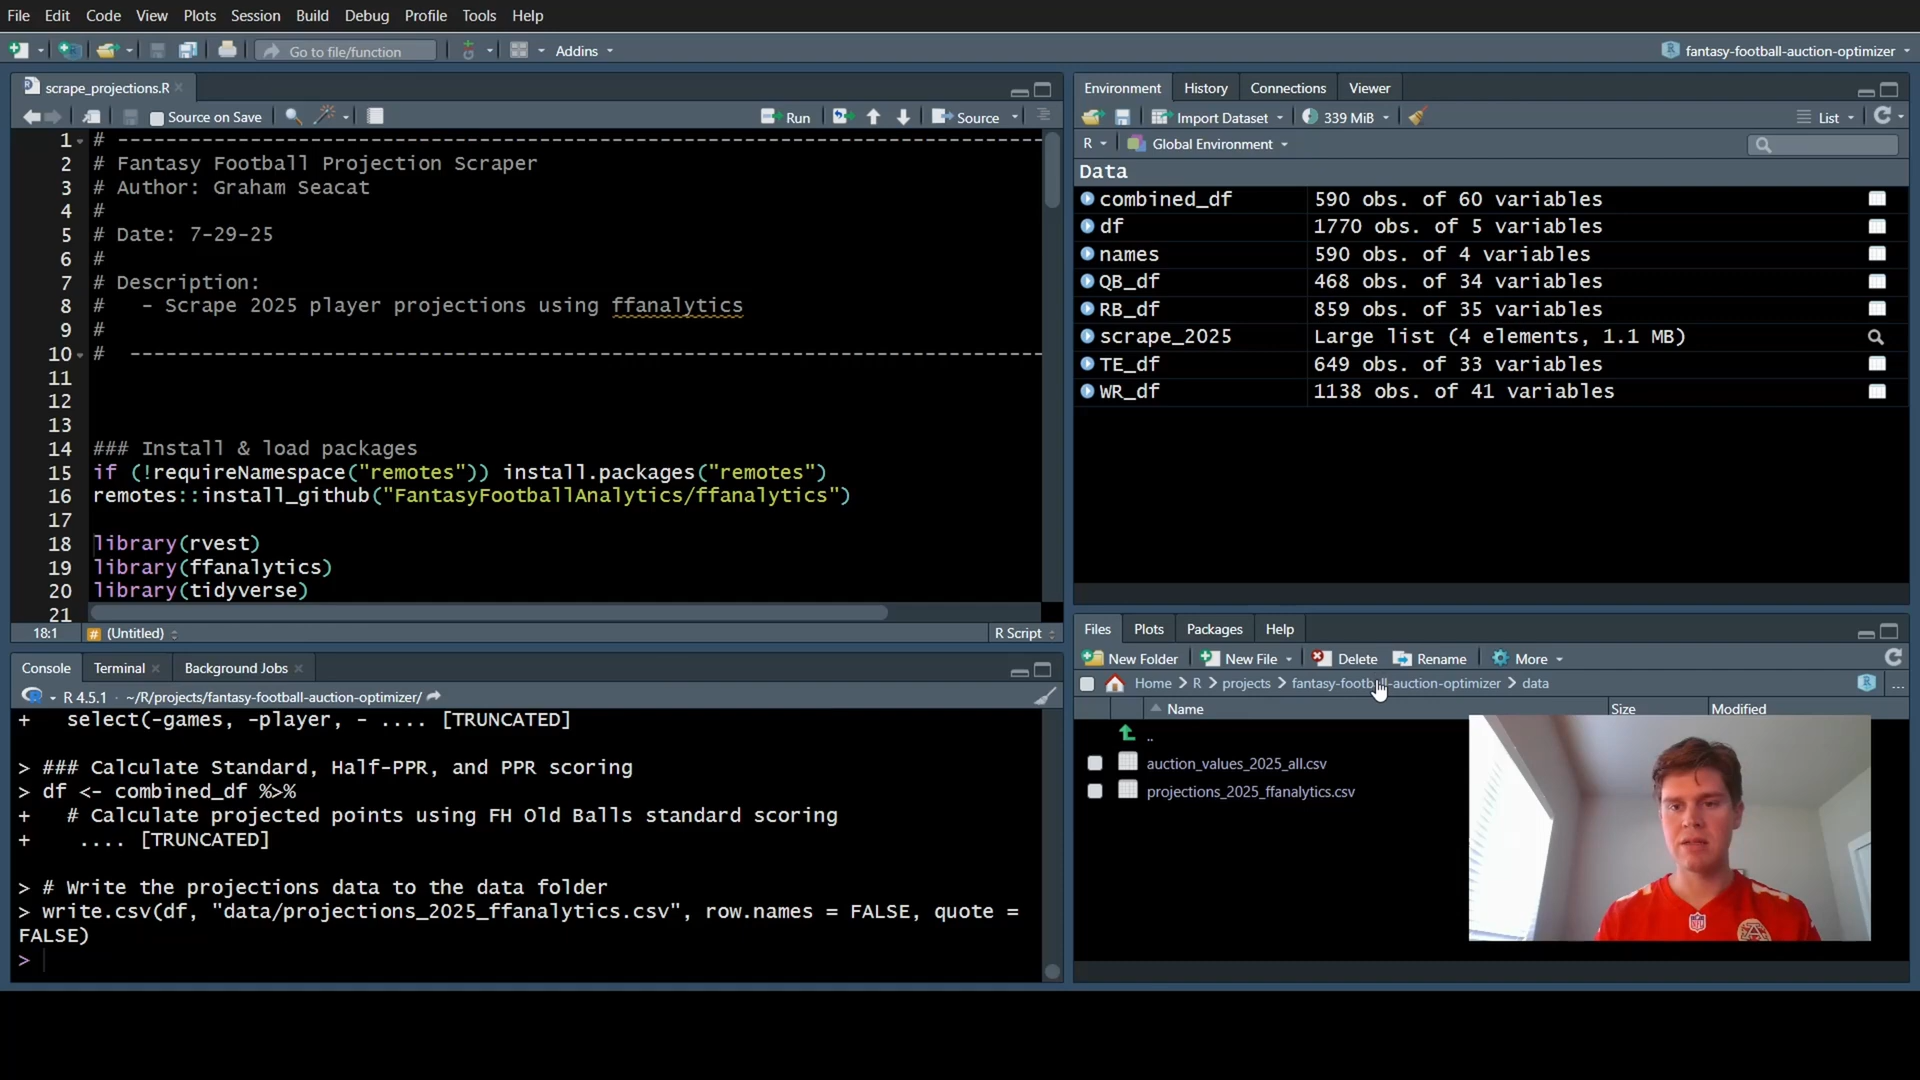 File Edit Code View Plots Session Build Debug Profile Tools Help
Go to file/function Addins fantasy-football-auction-optimizer
scrape_projections.R
Source on Save Run Source
1 # ------------------------------------------------------------------------------
2 # Fantasy Football Projection Scraper
3 # Author: Graham Seacat
4 #
5 # Date: 7-29-25
6 #
7 # Description:
8 #   - Scrape 2025 player projections using ffanalytics
9 #
10 #  ----------------------------------------------------------------------------
11
12
13
14 ### Install & load packages
15 if (!requireNamespace("remotes")) install.packages("remotes")
16 remotes::install_github("FantasyFootballAnalytics/ffanalytics")
17
18 library(rvest)
19 library(ffanalytics)
20 library(tidyverse)
21
18:1 # (Untitled) R Script
Console Terminal Background Jobs
R 4.5.1 · ~/R/projects/fantasy-football-auction-optimizer/
+   select(-games, -player, - .... [TRUNCATED]
> ### Calculate Standard, Half-PPR, and PPR scoring
> df <- combined_df %>%
+   # Calculate projected points using FH Old Balls standard scoring
+    .... [TRUNCATED]
> # Write the projections data to the data folder
> write.csv(df, "data/projections_2025_ffanalytics.csv", row.names = FALSE, quote =
FALSE)
>
Environment History Connections Viewer
Import Dataset 339 MiB List
R Global Environment
Data
combined_df 590 obs. of 60 variables
df 1770 obs. of 5 variables
names 590 obs. of 4 variables
QB_df 468 obs. of 34 variables
RB_df 859 obs. of 35 variables
scrape_2025 Large list (4 elements, 1.1 MB)
TE_df 649 obs. of 33 variables
WR_df 1138 obs. of 41 variables
Files Plots Packages Help
New Folder New File Delete Rename More
Home > R > projects > fantasy-football-auction-optimizer > data ...
Name Size Modified
..
auction_values_2025_all.csv
projections_2025_ffanalytics.csv